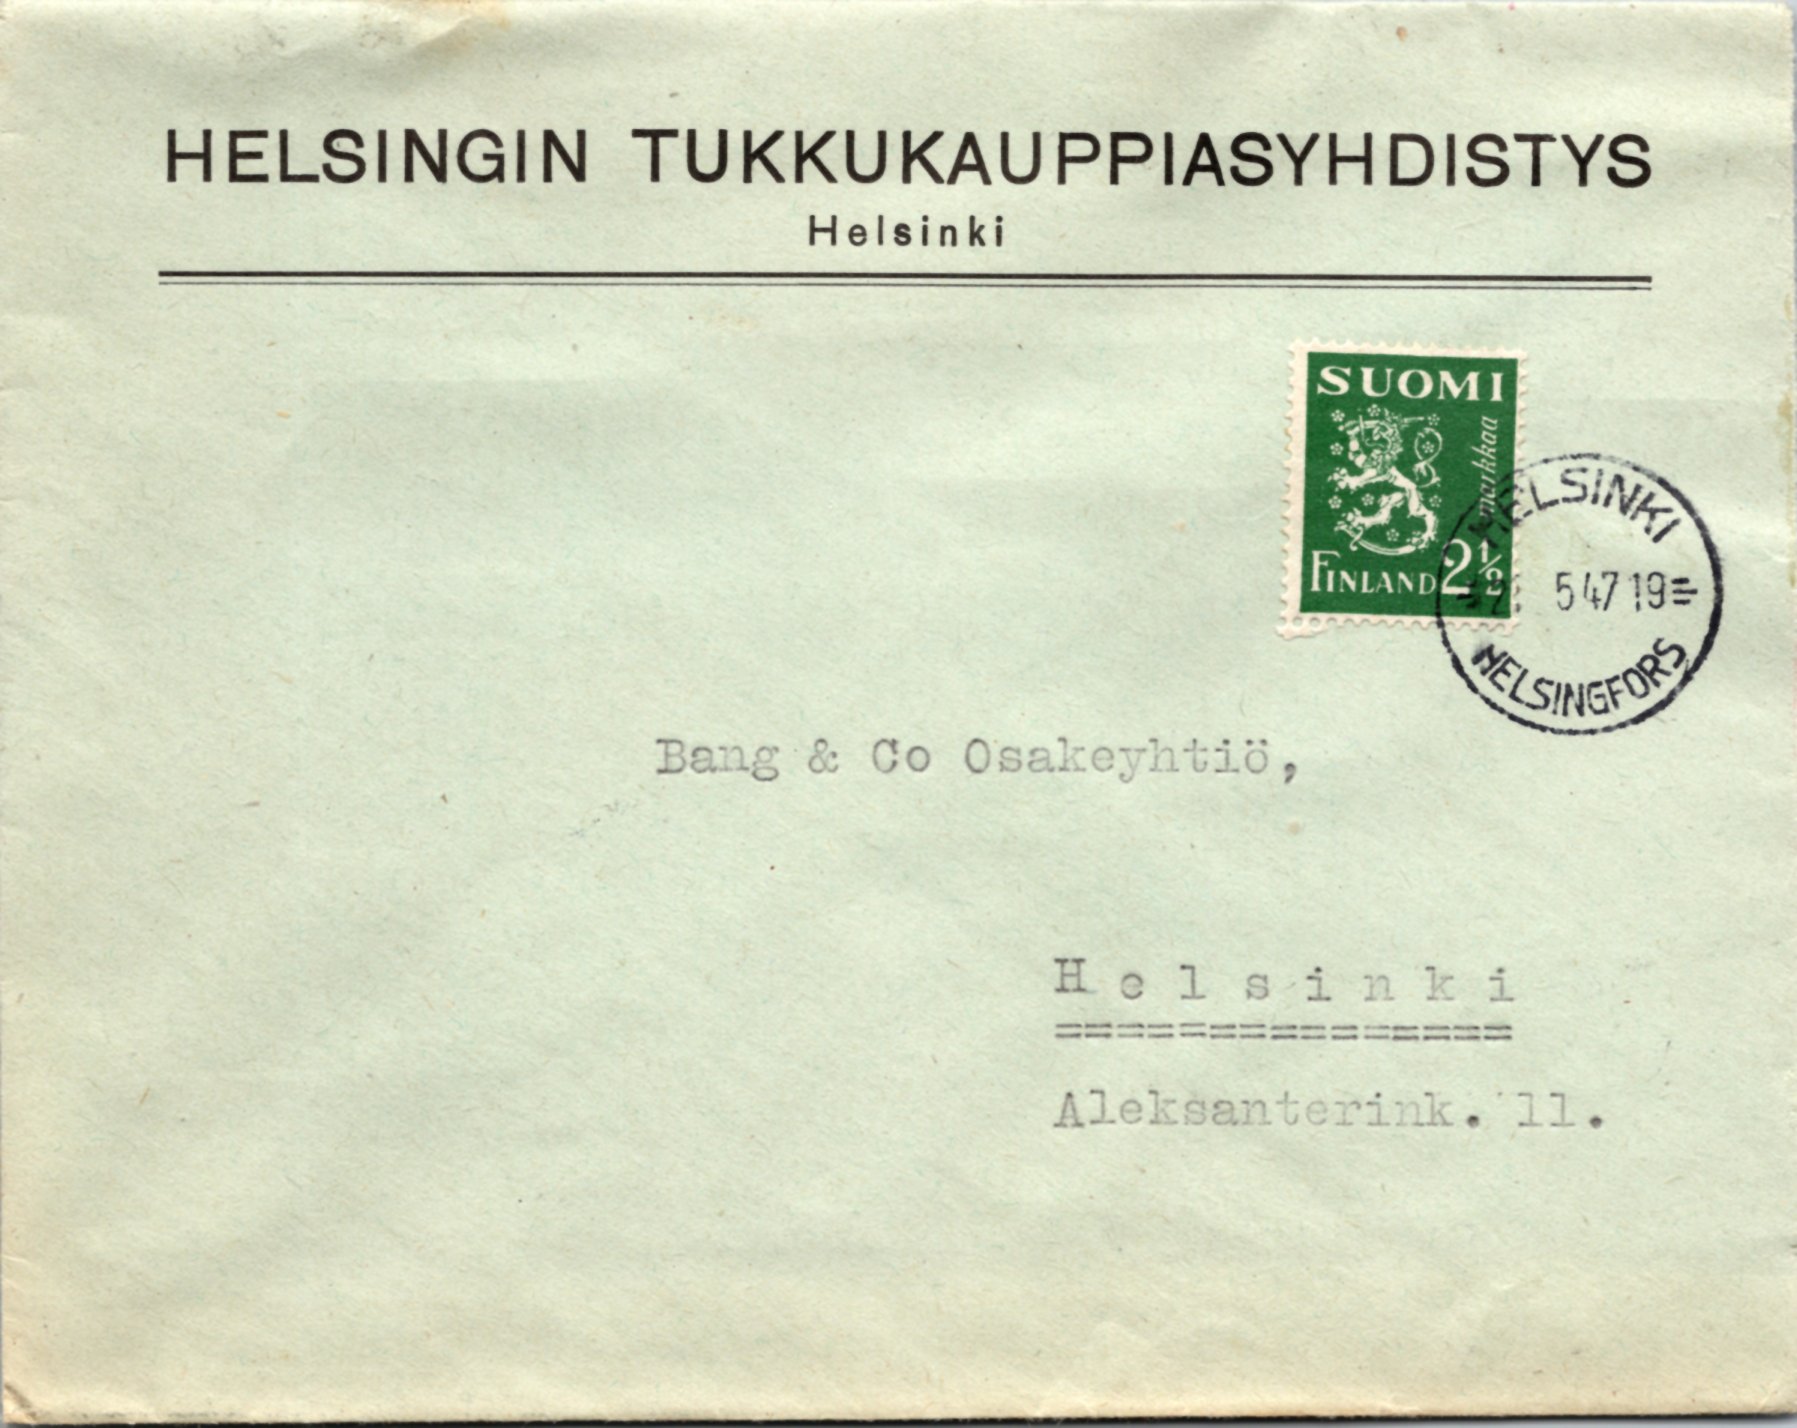 HELSINGIN TUKKUKAUPPIASYHDISTYS
Helsinki
SUOMI
markkaa
FINLAND 2½
HELSINKI
5 47 19
HELSINGFORS
Bang & Co Osakeyhtiö,
Helsinki
===============
Aleksanterink. 11.